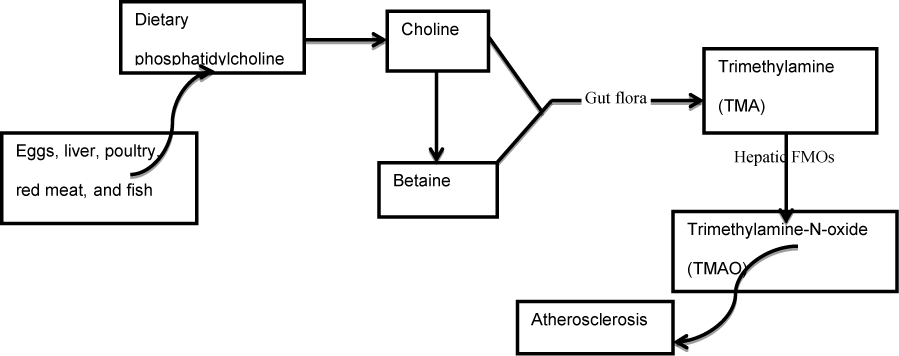 Dietary
phosphatidylcholine
Choline
Eggs, liver, poultry,
red meat, and fish
Betaine
Gut flora
Trimethylamine
(TMA)
Hepatic FMOs
Trimethylamine-N-oxide
(TMAO)
Atherosclerosis